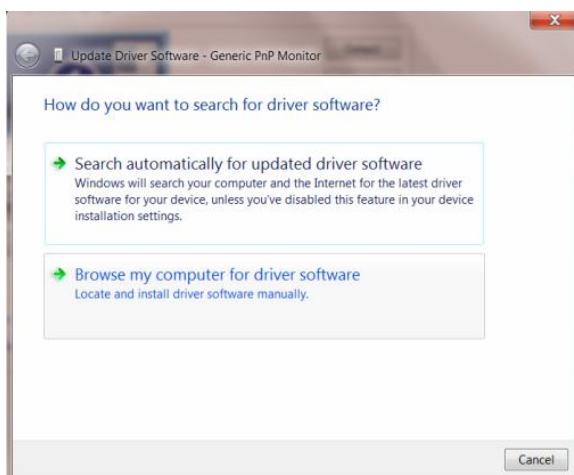 Update Driver Software - Generic PnP Monitor
How do you want to search for driver software?
Search automatically for updated driver software
Windows will search your computer and the Internet for the latest driver
software for your device, unless you've disabled this feature in your device
installation settings.
Browse my computer for driver software
Locate and install driver software manually.
Cancel